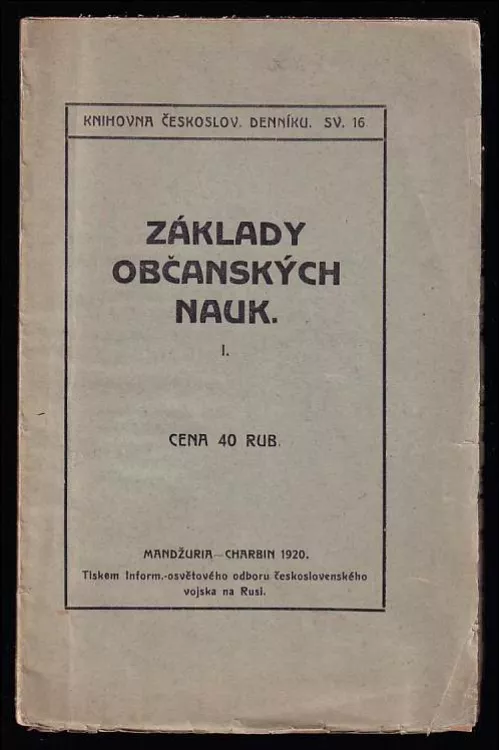 KNIHOVNA ČESKOSLOV. DENNÍKU. SV. 16
ZÁKLADY
OBČANSKÝCH
NAUK.
I.
CENA 40 RUB.
MANDŽURIA—CHARBIN 1920.
Tiskem Inform.-osvětového odboru československého
vojska na Rusi.